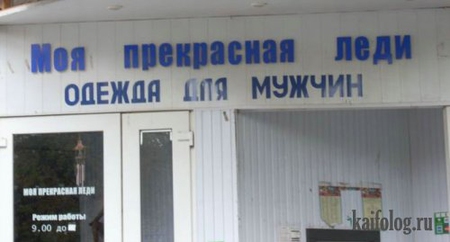 Моя прекрасная леди
ОДЕЖДА ДЛЯ МУЖЧИН
МОЯ ПРЕКРАСНАЯ ЛЕДИ
Режим работы
9.00 до
kaifolog.ru